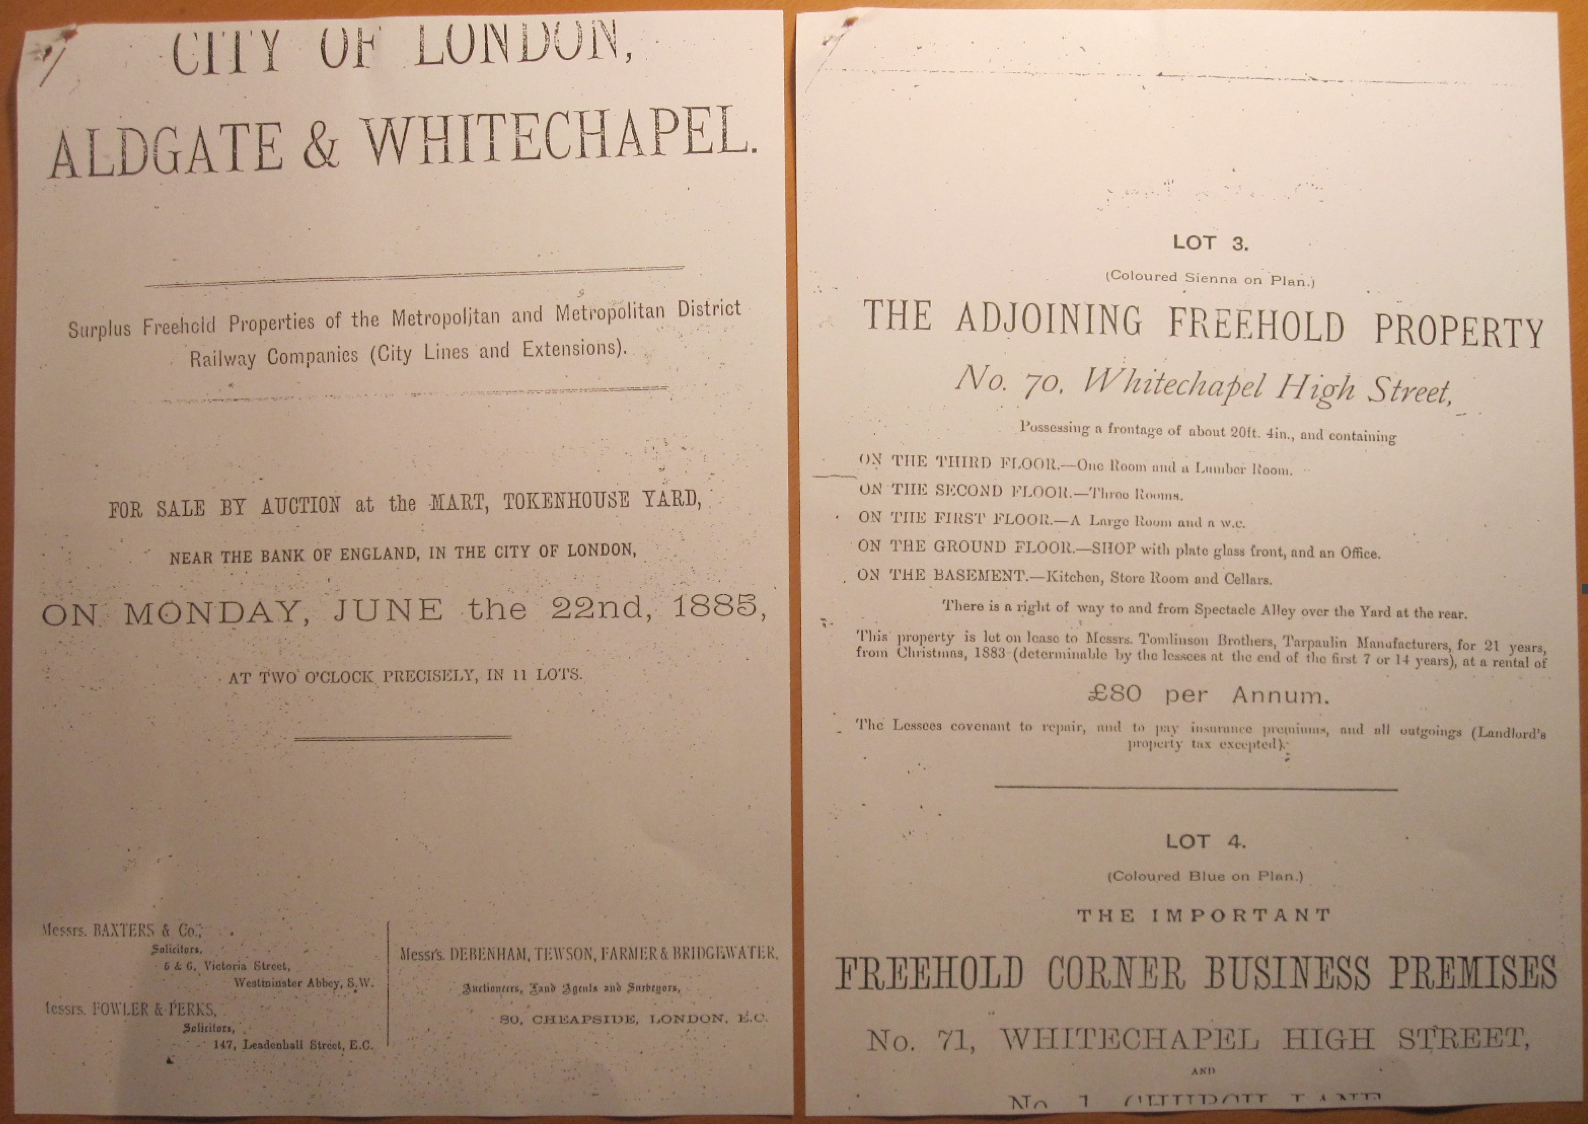 CITY OF LONDON,
ALDGATE & WHITECHAPEL.
Surplus Freehold Properties of the Metropolitan and Metropolitan District
Railway Companies (City Lines and Extensions).
FOR SALE BY AUCTION at the MART, TOKENHOUSE YARD,
NEAR THE BANK OF ENGLAND, IN THE CITY OF LONDON,
ON MONDAY, JUNE the 22nd, 1885,
AT TWO O'CLOCK PRECISELY, IN 11 LOTS.
Messrs. BAXTERS & Co.,
Solicitors,
5 & 6, Victoria Street,
Westminster Abbey, S.W.
Messrs. FOWLER & PERKS,
Solicitors,
147, Leadenhall Street, E.C.
Messrs. DEBENHAM, TEWSON, FARMER & BRIDGEWATER,
Auctioneers, Land Agents and Surveyors,
80, CHEAPSIDE, LONDON, E.C.
LOT 3.
(Coloured Sienna on Plan.)
THE ADJOINING FREEHOLD PROPERTY
No. 70, Whitechapel High Street,
Possessing a frontage of about 20ft. 4in., and containing
ON THE THIRD FLOOR.—One Room and a Lumber Room.
ON THE SECOND FLOOR.—Three Rooms.
ON THE FIRST FLOOR.—A Large Room and a w.c.
ON THE GROUND FLOOR.—SHOP with plate glass front, and an Office.
ON THE BASEMENT.—Kitchen, Store Room and Cellars.
There is a right of way to and from Spectacle Alley over the Yard at the rear.
This property is let on lease to Messrs. Tomlinson Brothers, Tarpaulin Manufacturers, for 21 years,
from Christmas, 1883 (determinable by the lessees at the end of the first 7 or 14 years), at a rental of
£80 per Annum.
The Lessees covenant to repair, and to pay insurance premiums, and all outgoings (Landlord's
property tax excepted).
LOT 4.
(Coloured Blue on Plan.)
THE IMPORTANT
FREEHOLD CORNER BUSINESS PREMISES
No. 71, WHITECHAPEL HIGH STREET,
AND
No. 1, CHURCH LANE